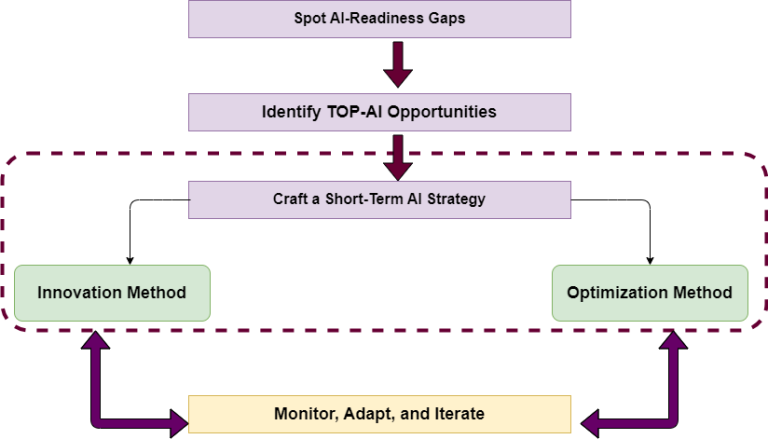 Spot AI-Readiness Gaps
Identify TOP-AI Opportunities
Craft a Short-Term AI Strategy
Innovation Method
Optimization Method
Monitor, Adapt, and Iterate